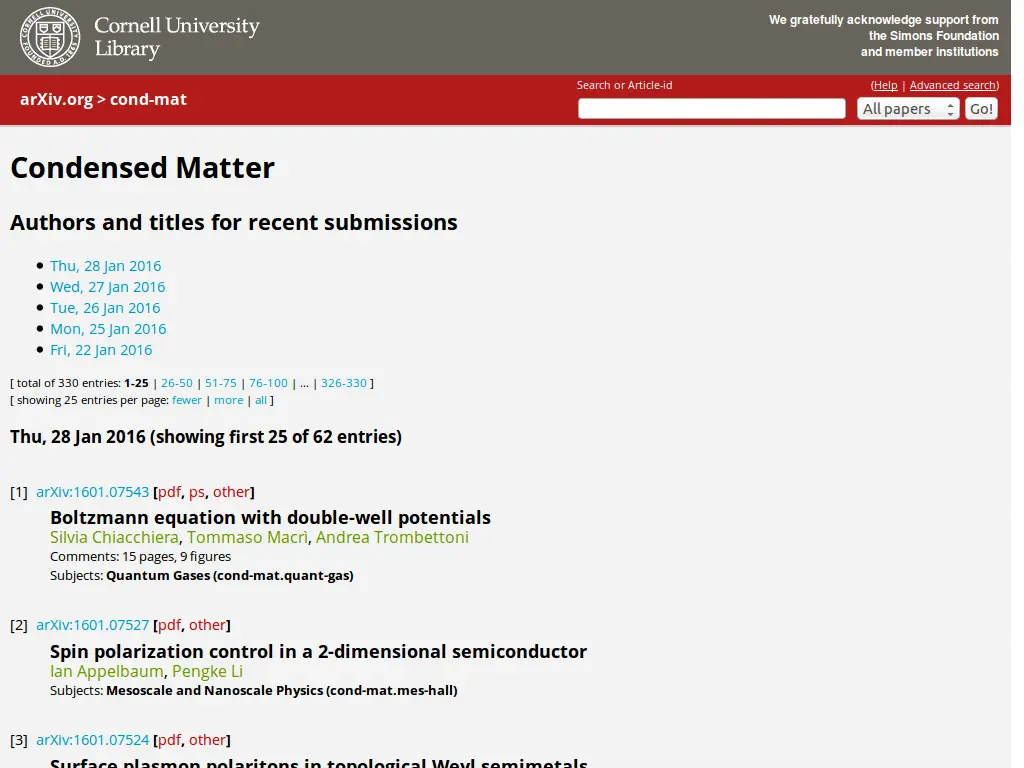 Cornell University
Library
We gratefully acknowledge support from
the Simons Foundation
and member institutions
arXiv.org > cond-mat
Search or Article-id
(Help | Advanced search)
All papers
Go!
Condensed Matter
Authors and titles for recent submissions
Thu, 28 Jan 2016
Wed, 27 Jan 2016
Tue, 26 Jan 2016
Mon, 25 Jan 2016
Fri, 22 Jan 2016
[ total of 330 entries: 1-25 | 26-50 | 51-75 | 76-100 | ... | 326-330 ]
[ showing 25 entries per page: fewer | more | all ]
Thu, 28 Jan 2016 (showing first 25 of 62 entries)
[1] arXiv:1601.07543 [pdf, ps, other]
Boltzmann equation with double-well potentials
Silvia Chiacchiera, Tommaso Macrì, Andrea Trombettoni
Comments: 15 pages, 9 figures
Subjects: Quantum Gases (cond-mat.quant-gas)
[2] arXiv:1601.07527 [pdf, other]
Spin polarization control in a 2-dimensional semiconductor
Ian Appelbaum, Pengke Li
Subjects: Mesoscale and Nanoscale Physics (cond-mat.mes-hall)
[3] arXiv:1601.07524 [pdf, other]
Surface plasmon polaritons in topological Weyl semimetals